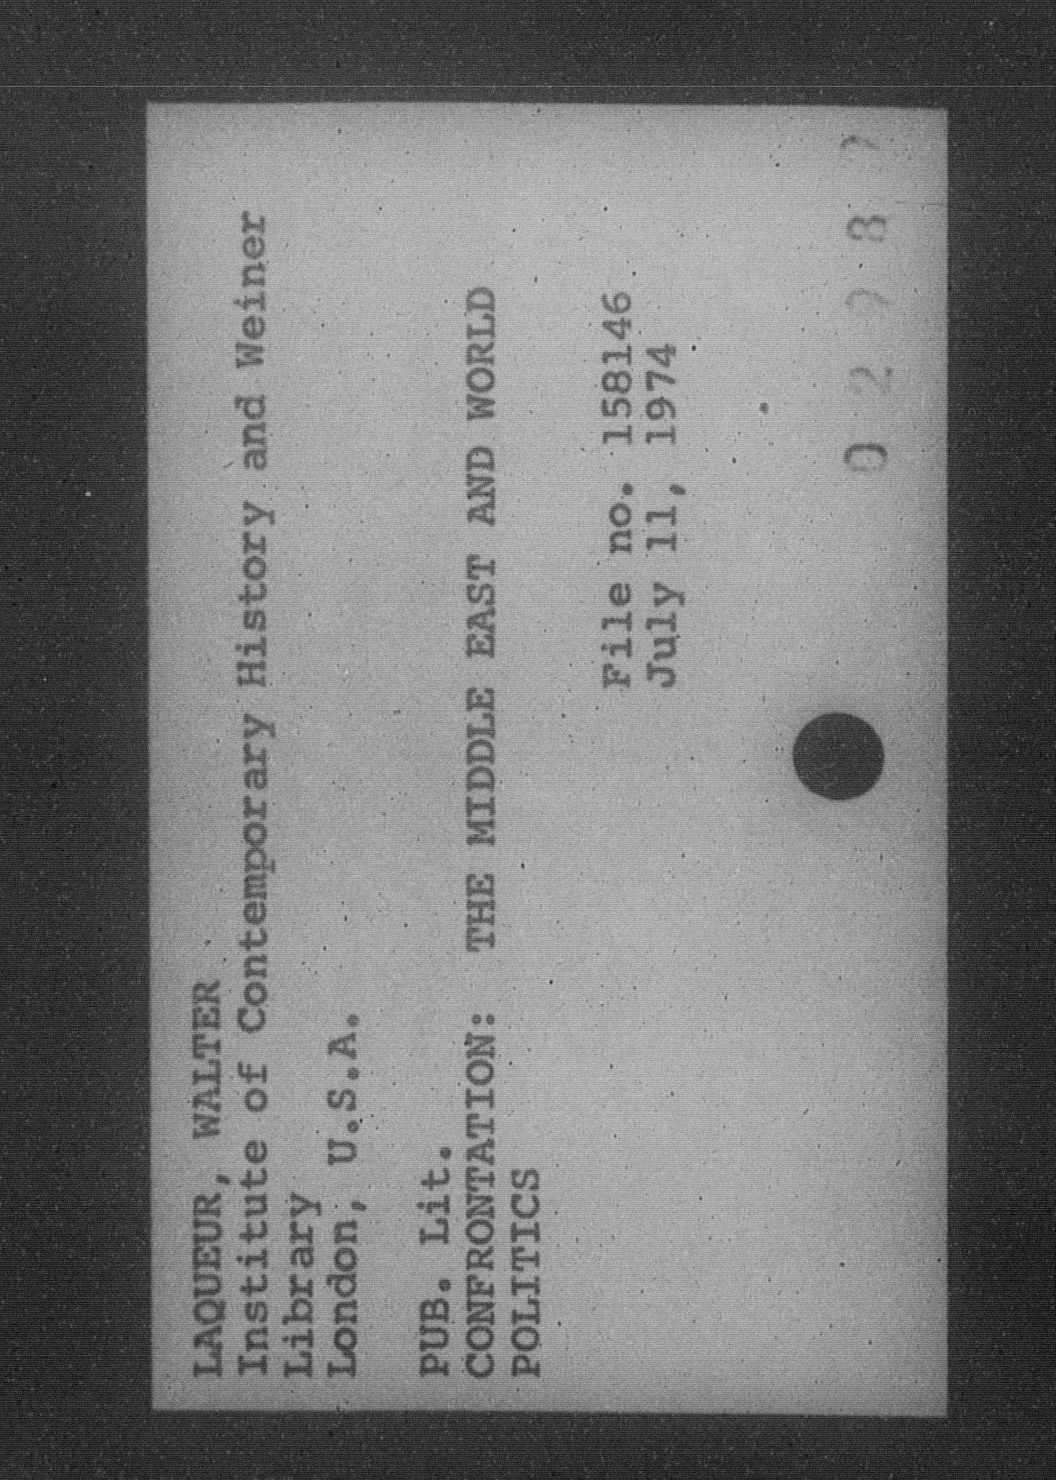 LAQUEUR, WALTER
Institute of Contemporary History and Weiner
Library
London, U.S.A.
PUB. Lit.
CONFRONTATION: THE MIDDLE EAST AND WORLD
POLITICS
File no. 158146
July 11, 1974